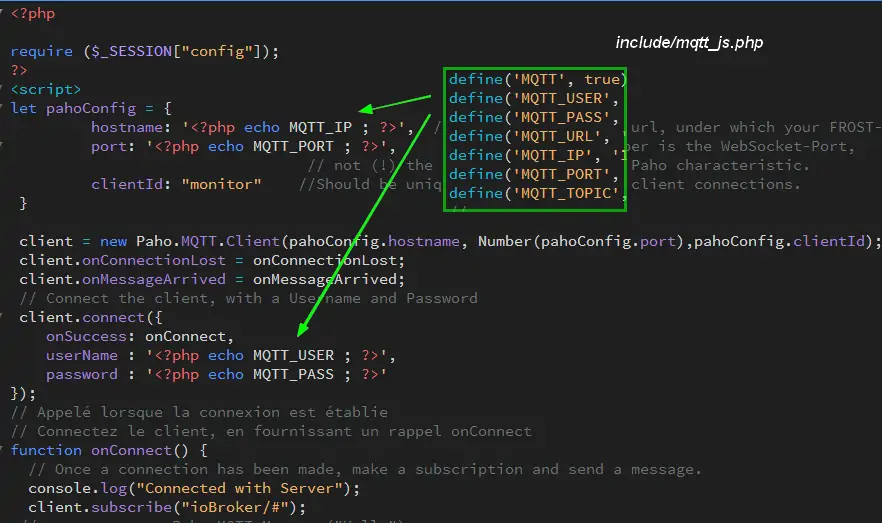 <?php
include/mqtt_js.php
require ($_SESSION["config"]);
?>
<script>
let pahoConfig = {
hostname: '<?php echo MQTT_IP ; ?>', // url, under which your FROST-
port: '<?php echo MQTT_PORT ; ?>', is the WebSocket-Port,
// not (!) the Paho characteristic.
clientId: "monitor" //Should be client connections.
}
define('MQTT', true)
define('MQTT_USER',
define('MQTT_PASS',
define('MQTT_URL',
define('MQTT_IP', '
define('MQTT_PORT',
define('MQTT_TOPIC',
//
client = new Paho.MQTT.Client(pahoConfig.hostname, Number(pahoConfig.port),pahoConfig.clientId);
client.onConnectionLost = onConnectionLost;
client.onMessageArrived = onMessageArrived;
// Connect the client, with a Username and Password
client.connect({
onSuccess: onConnect,
userName : '<?php echo MQTT_USER ; ?>',
password : '<?php echo MQTT_PASS ; ?>'
});
// Appelé lorsque la connexion est établie
// Connectez le client, en fournissant un rappel onConnect
function onConnect() {
// Once a connection has been made, make a subscription and send a message.
console.log("Connected with Server");
client.subscribe("ioBroker/#");